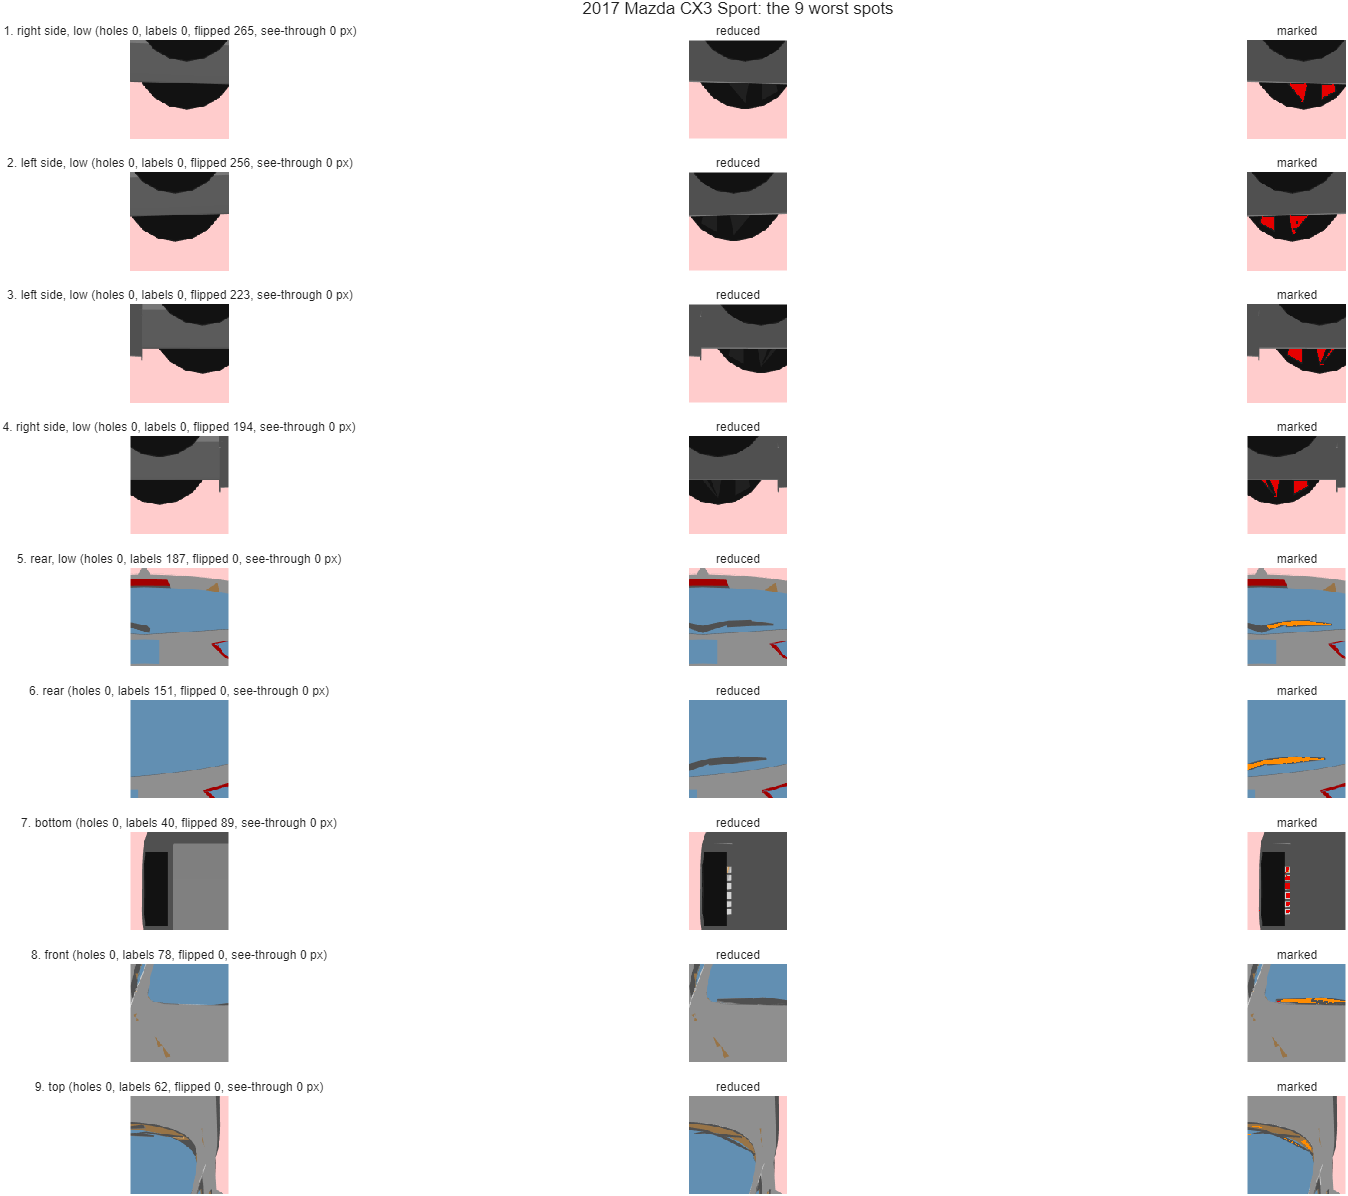 2017 Mazda CX3 Sport: the 9 worst spots
1. right side, low (holes 0, labels 0, flipped 265, see-through 0 px)
reduced
marked
2. left side, low (holes 0, labels 0, flipped 256, see-through 0 px)
reduced
marked
3. left side, low (holes 0, labels 0, flipped 223, see-through 0 px)
reduced
marked
4. right side, low (holes 0, labels 0, flipped 194, see-through 0 px)
reduced
marked
5. rear, low (holes 0, labels 187, flipped 0, see-through 0 px)
reduced
marked
6. rear (holes 0, labels 151, flipped 0, see-through 0 px)
reduced
marked
7. bottom (holes 0, labels 40, flipped 89, see-through 0 px)
reduced
marked
8. front (holes 0, labels 78, flipped 0, see-through 0 px)
reduced
marked
9. top (holes 0, labels 62, flipped 0, see-through 0 px)
reduced
marked